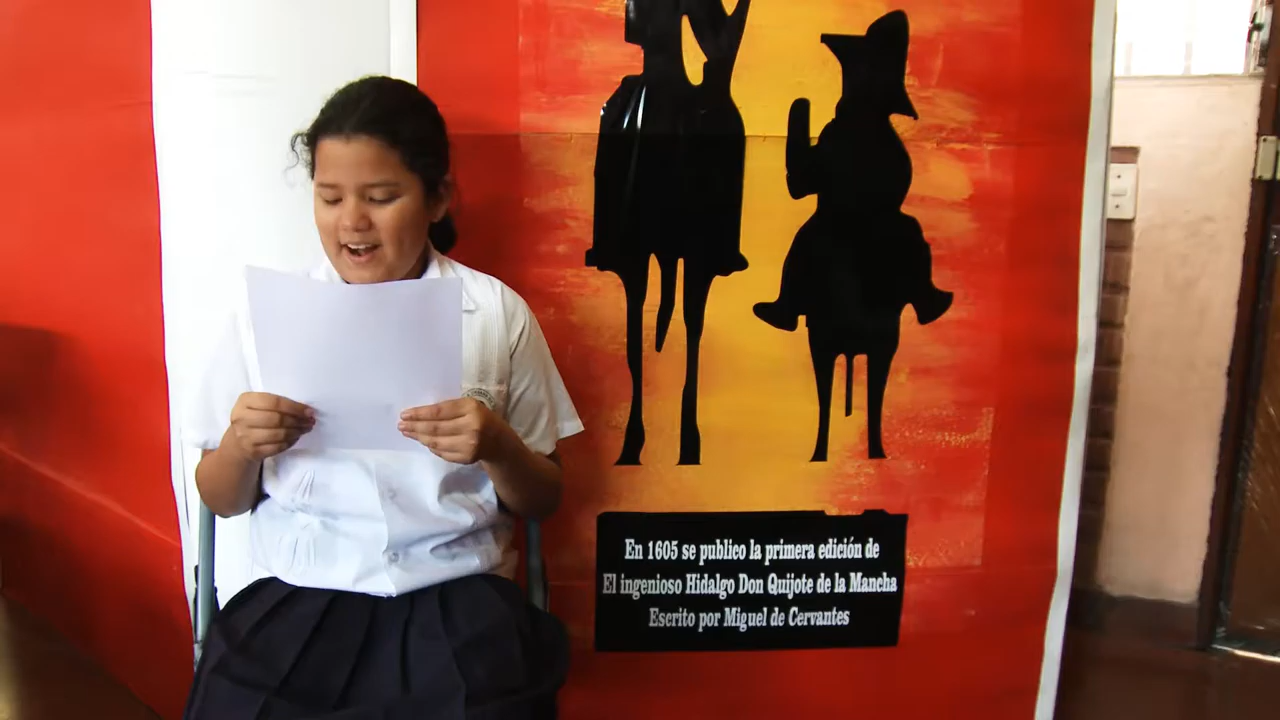 En 1605 se publico la primera edición de
El ingenioso Hidalgo Don Quijote de la Mancha
Escrito por Miguel de Cervantes